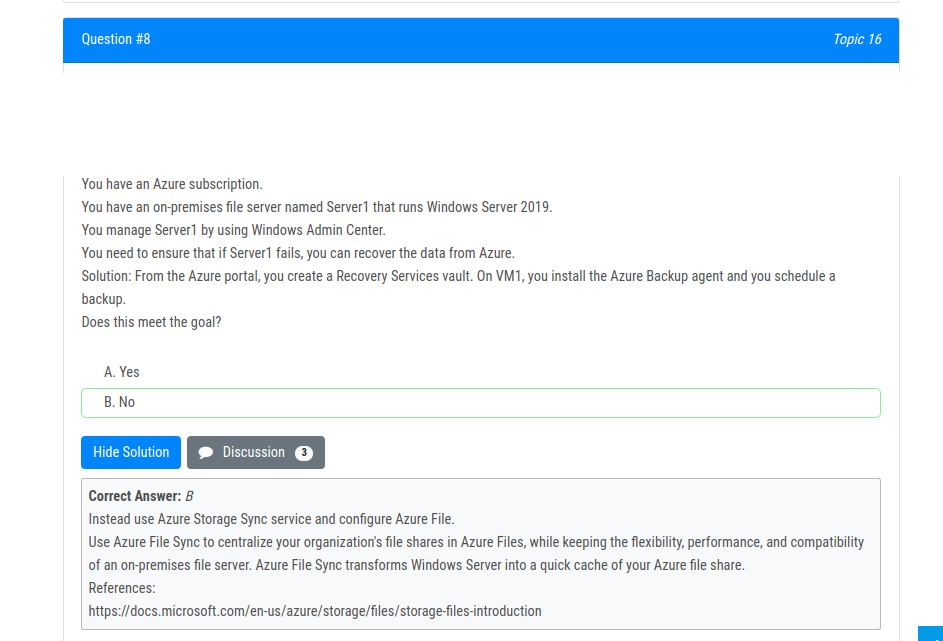 Question #8
Topic 16
You have an Azure subscription.
You have an on-premises file server named Server1 that runs Windows Server 2019.
You manage Server1 by using Windows Admin Center.
You need to ensure that if Server1 fails, you can recover the data from Azure.
Solution: From the Azure portal, you create a Recovery Services vault. On VM1, you install the Azure Backup agent and you schedule a
backup.
Does this meet the goal?
A. Yes
B. No
Hide Solution
Discussion 3
Correct Answer: B
Instead use Azure Storage Sync service and configure Azure File.
Use Azure File Sync to centralize your organization's file shares in Azure Files, while keeping the flexibility, performance, and compatibility
of an on-premises file server. Azure File Sync transforms Windows Server into a quick cache of your Azure file share.
References:
https://docs.microsoft.com/en-us/azure/storage/files/storage-files-introduction